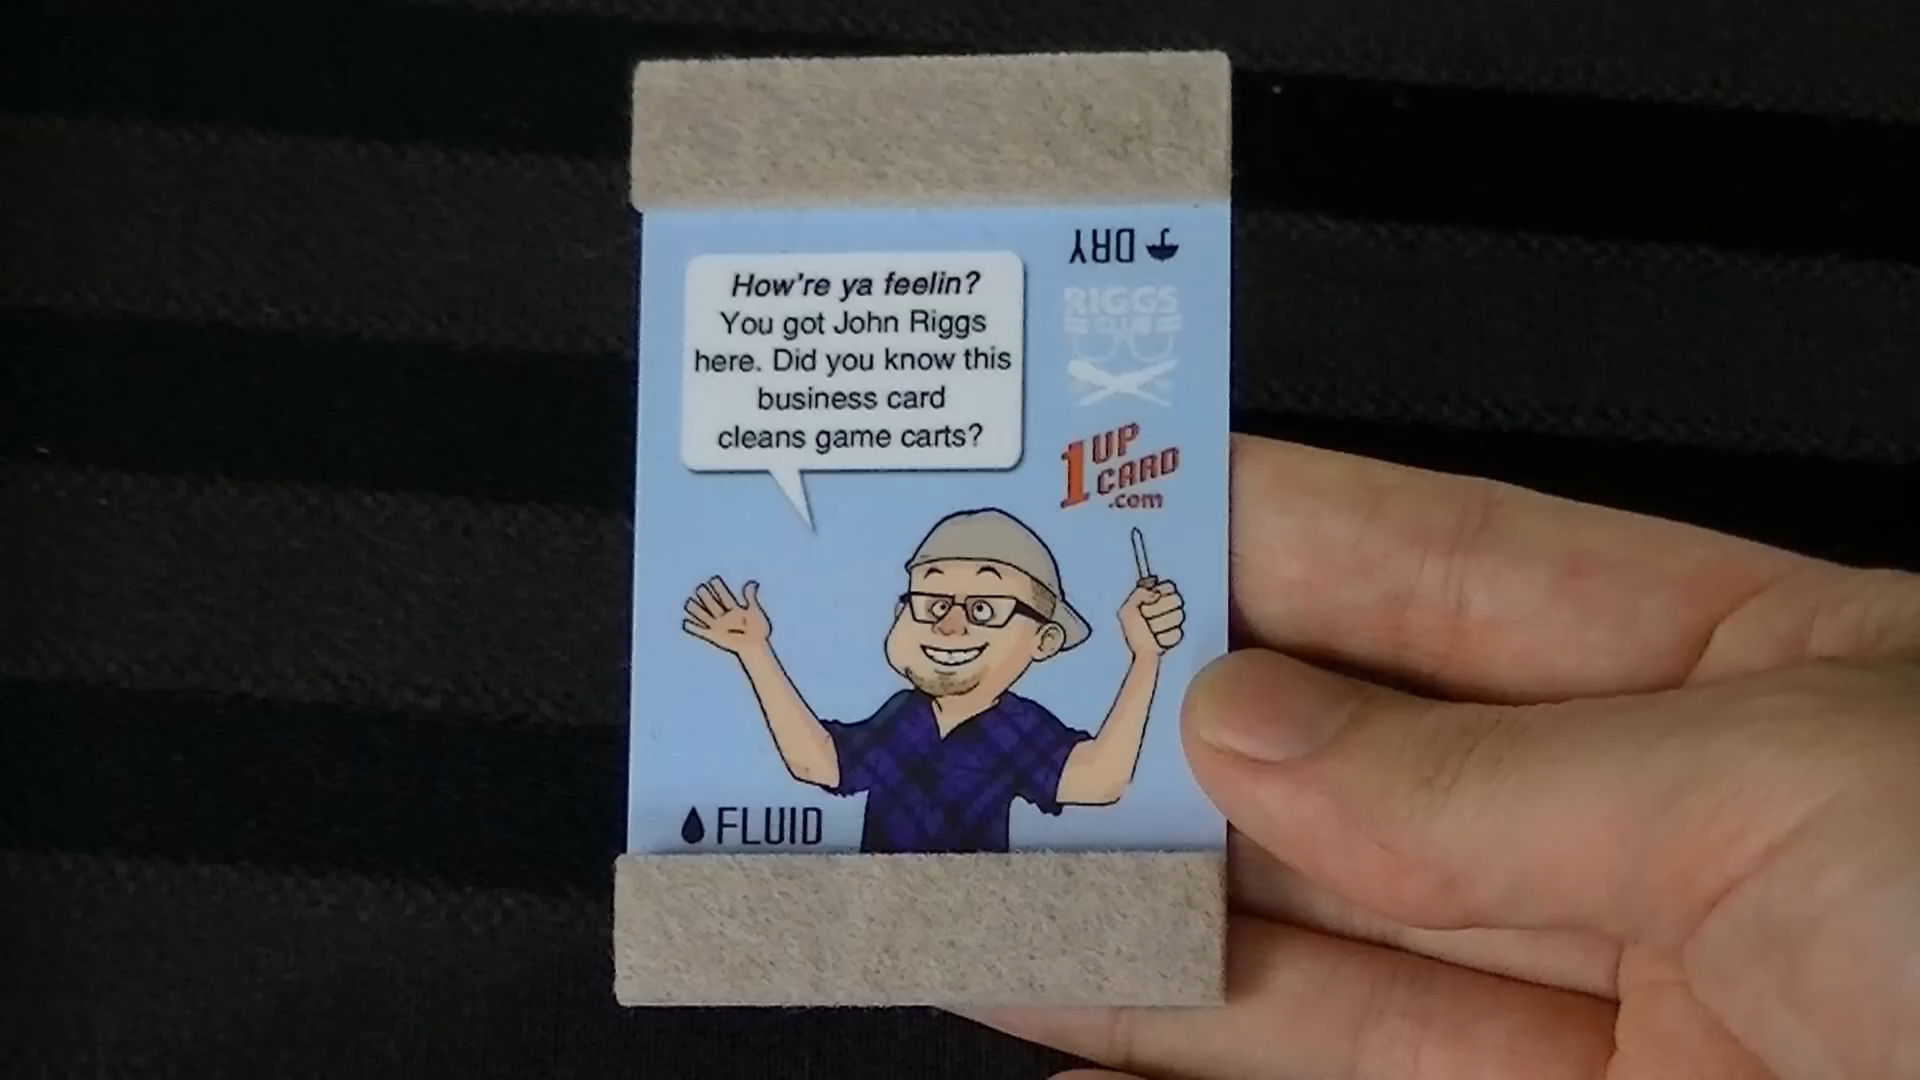 DRY
How're ya feelin?
You got John Riggs
here. Did you know this
business card
cleans game carts?
RIGGS
CLUB
1UP
CARD
.com
FLUID